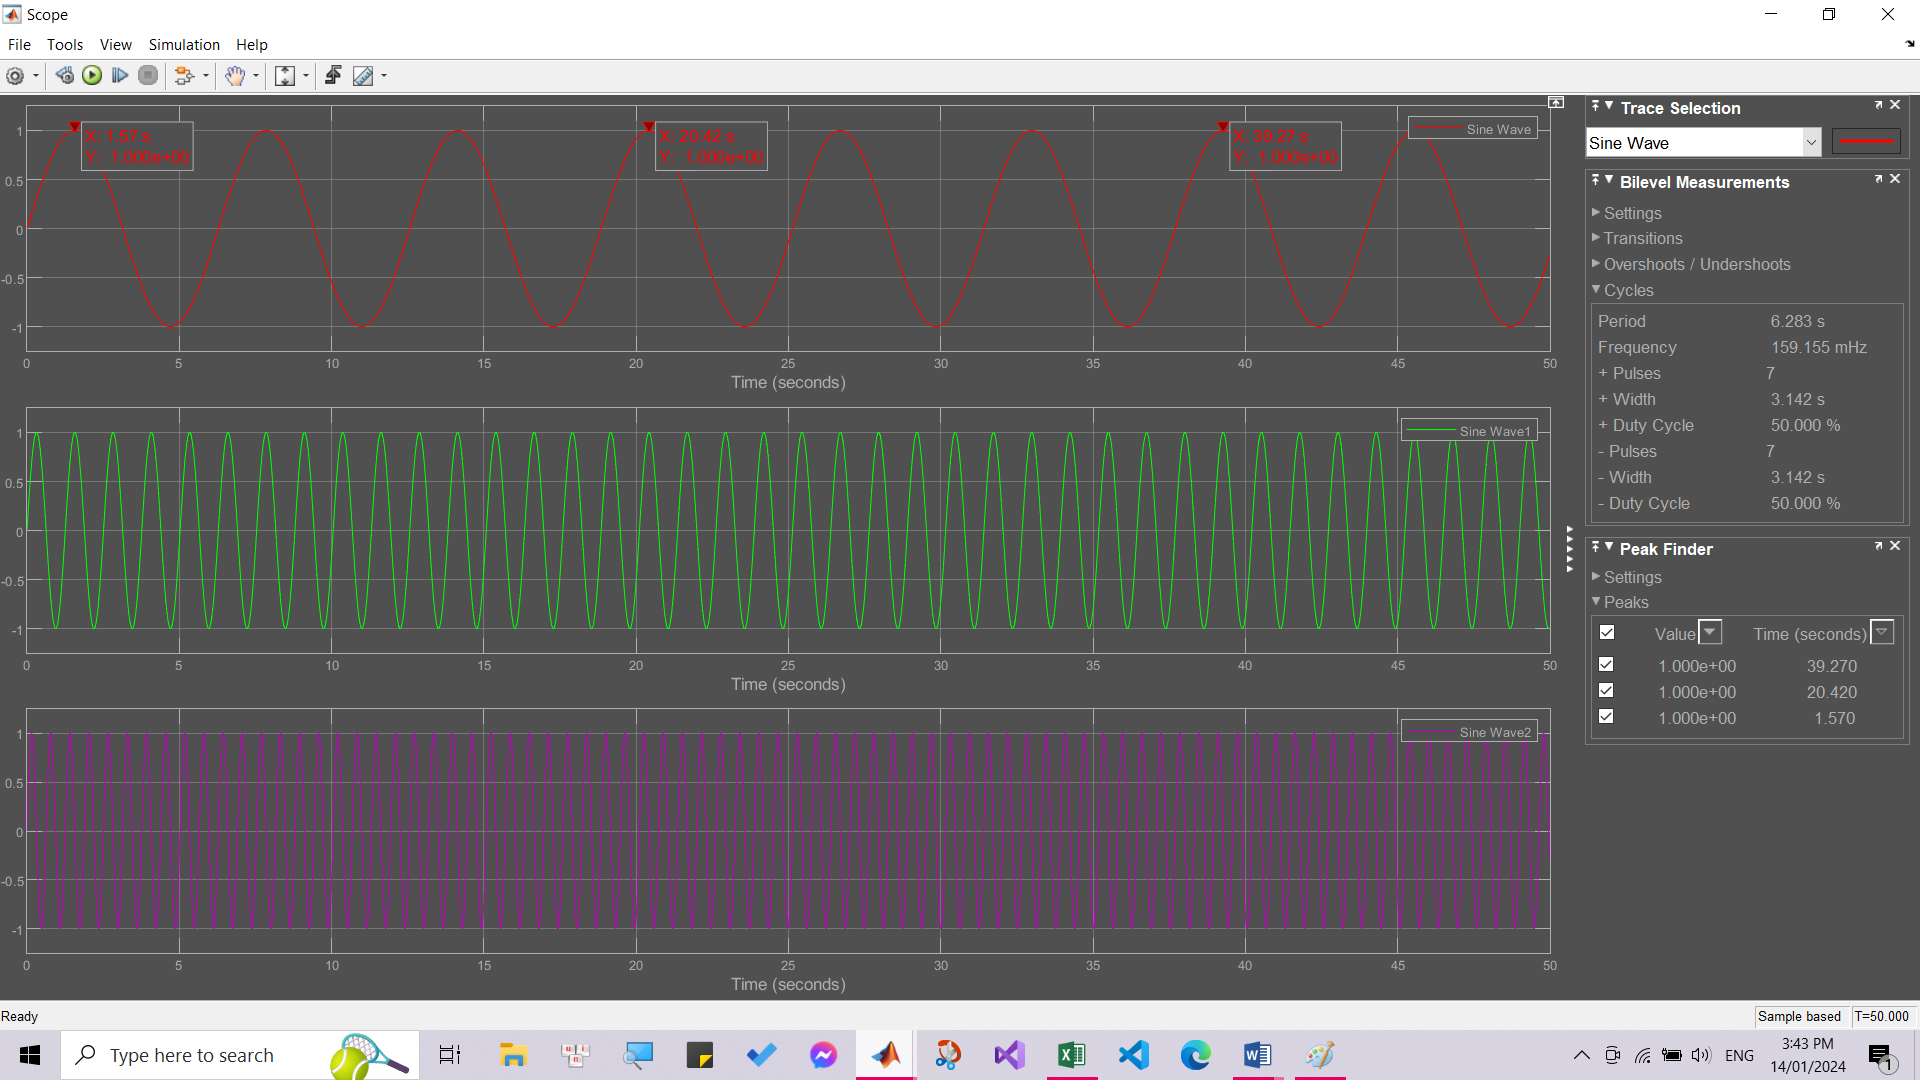 Scope
File Tools View Simulation Help
X: 1.57 s
Y: 1.000e+00
X: 20.42 s
Y: 1.000e+00
X: 39.27 s
Y: 1.000e+00
Sine Wave
1
0.5
0
-0.5
-1
0 5 10 15 20 25 30 35 40 45 50
Time (seconds)
Sine Wave1
1
0.5
0
-0.5
-1
0 5 10 15 20 25 30 35 40 45 50
Time (seconds)
Sine Wave2
1
0.5
0
-0.5
-1
0 5 10 15 20 25 30 35 40 45 50
Time (seconds)
Trace Selection
Sine Wave
Bilevel Measurements
Settings
Transitions
Overshoots / Undershoots
Cycles
Period 6.283 s
Frequency 159.155 mHz
+ Pulses 7
+ Width 3.142 s
+ Duty Cycle 50.000 %
- Pulses 7
- Width 3.142 s
- Duty Cycle 50.000 %
Peak Finder
Settings
Peaks
Value Time (seconds)
1.000e+00 39.270
1.000e+00 20.420
1.000e+00 1.570
Ready
Sample based T=50.000
Type here to search
ENG
3:43 PM
14/01/2024
1